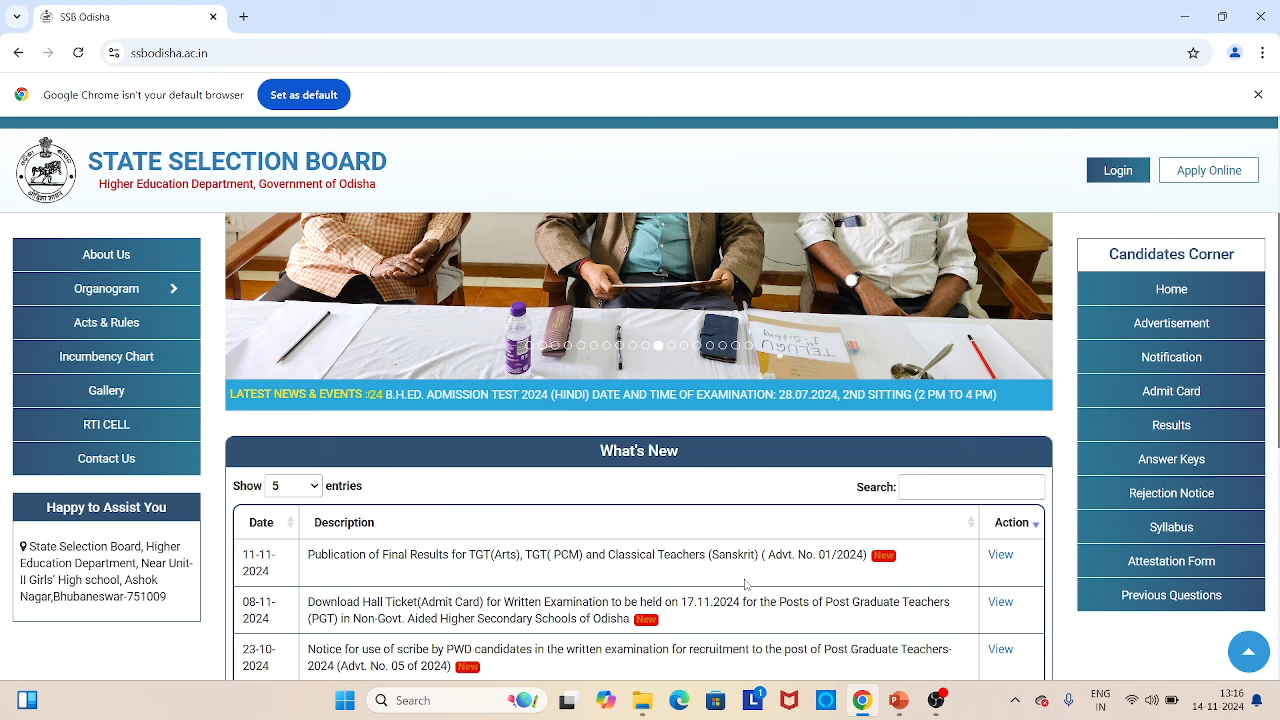 SSB Odisha
ssbodisha.ac.in
Google Chrome isn't your default browser
Set as default
STATE SELECTION BOARD
Higher Education Department, Government of Odisha
Login
Apply Online
About Us
Organogram
Acts & Rules
Incumbency Chart
Gallery
RTI CELL
Contact Us
Happy to Assist You
State Selection Board, Higher
Education Department, Near Unit-
II Girls' High school, Ashok
Nagar,Bhubaneswar-751009
TELUGU
LATEST NEWS & EVENTS :024 B.H.ED. ADMISSION TEST 2024 (HINDI) DATE AND TIME OF EXAMINATION: 28.07.2024, 2ND SITTING (2 PM TO 4 PM)
What's New
Show 5 entries
Search:
Date Description Action
11-11-
2024
Publication of Final Results for TGT(Arts), TGT( PCM) and Classical Teachers (Sanskrit) ( Advt. No. 01/2024) New
View
08-11-
2024
Download Hall Ticket(Admit Card) for Written Examination to be held on 17.11.2024 for the Posts of Post Graduate Teachers
(PGT) in Non-Govt. Aided Higher Secondary Schools of Odisha New
View
23-10-
2024
Notice for use of scribe by PWD candidates in the written examination for recruitment to the post of Post Graduate Teachers-
2024 (Advt. No. 05 of 2024) New
View
Candidates Corner
Home
Advertisement
Notification
Admit Card
Results
Answer Keys
Rejection Notice
Syllabus
Attestation Form
Previous Questions
Search
ENG
IN
13:16
14-11-2024